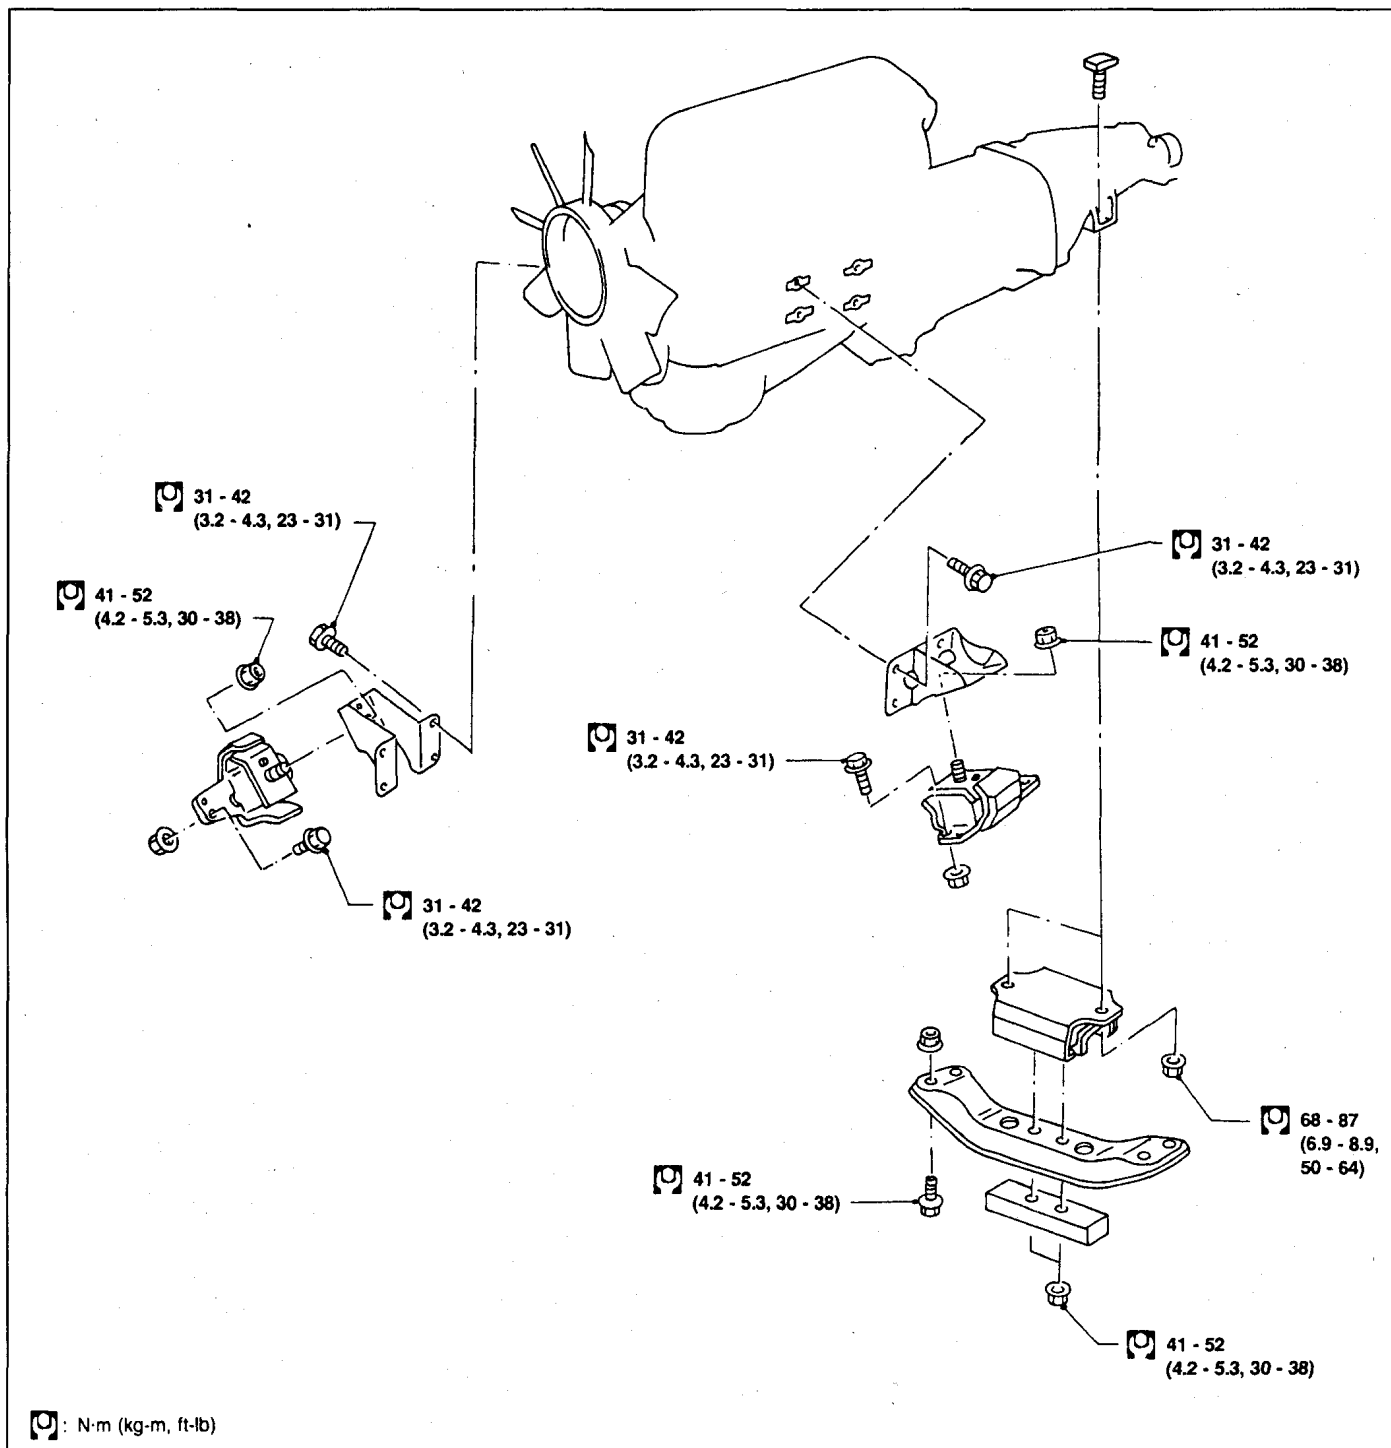 31 - 42
(3.2 - 4.3, 23 - 31)
41 - 52
(4.2 - 5.3, 30 - 38)
31 - 42
(3.2 - 4.3, 23 - 31)
41 - 52
(4.2 - 5.3, 30 - 38)
31 - 42
(3.2 - 4.3, 23 - 31)
31 - 42
(3.2 - 4.3, 23 - 31)
68 - 87
(6.9 - 8.9,
50 - 64)
41 - 52
(4.2 - 5.3, 30 - 38)
41 - 52
(4.2 - 5.3, 30 - 38)
: N·m (kg-m, ft-lb)